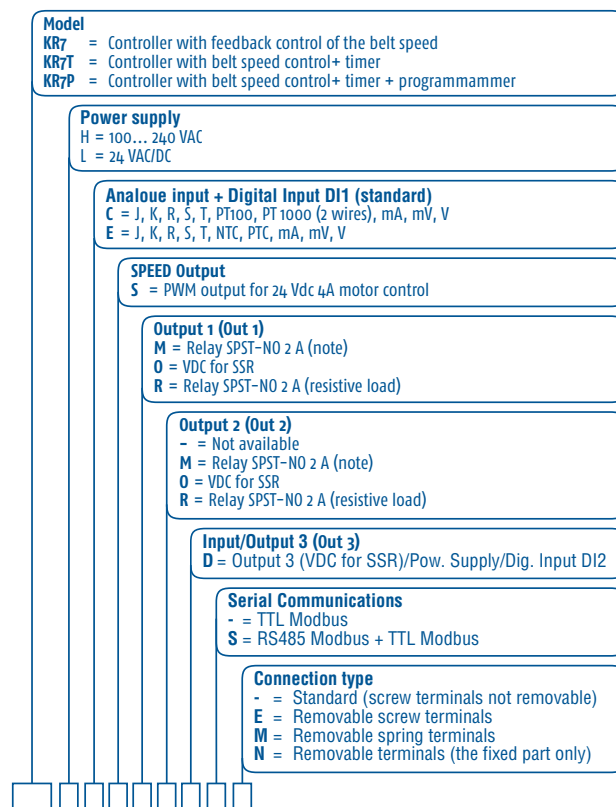 Model
KR7 = Controller with feedback control of the belt speed
KR7T = Controller with belt speed control+ timer
KR7P = Controller with belt speed control+ timer + programmammer
Power supply
H = 100... 240 VAC
L = 24 VAC/DC
Analoue input + Digital Input DI1 (standard)
C = J, K, R, S, T, PT100, PT 1000 (2 wires), mA, mV, V
E = J, K, R, S, T, NTC, PTC, mA, mV, V
SPEED Output
S = PWM output for 24 Vdc 4A motor control
Output 1 (Out 1)
M = Relay SPST-NO 2 A (note)
O = VDC for SSR
R = Relay SPST-NO 2 A (resistive load)
Output 2 (Out 2)
- = Not available
M = Relay SPST-NO 2 A (note)
O = VDC for SSR
R = Relay SPST-NO 2 A (resistive load)
Input/Output 3 (Out 3)
D = Output 3 (VDC for SSR)/Pow. Supply/Dig. Input DI2
Serial Communications
- = TTL Modbus
S = RS485 Modbus + TTL Modbus
Connection type
- = Standard (screw terminals not removable)
E = Removable screw terminals
M = Removable spring terminals
N = Removable terminals (the fixed part only)